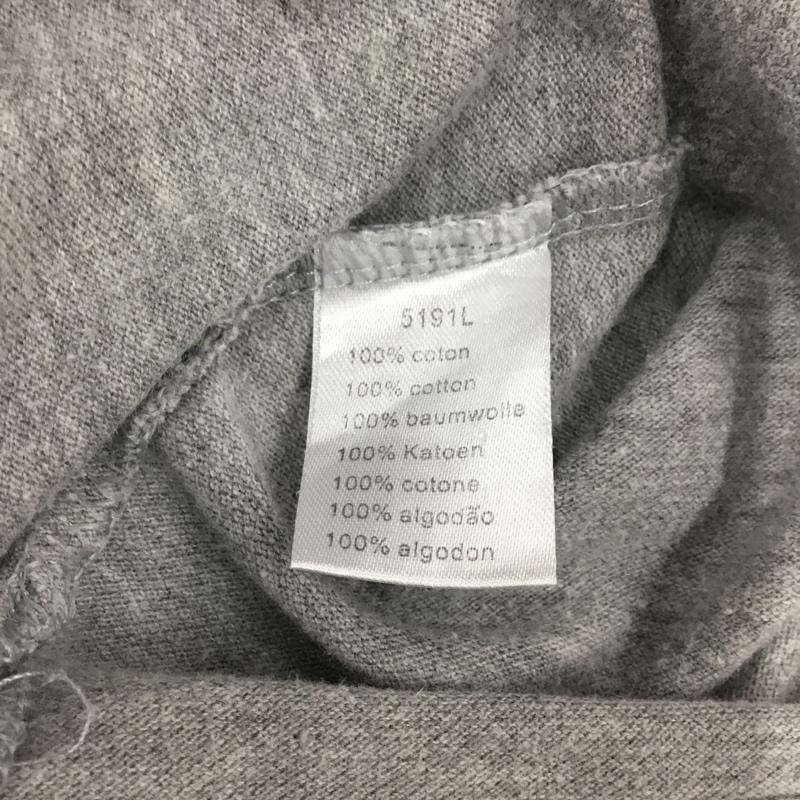 5191L
100% coton
100% cotton
100% baumwolle
100% Katoen
100% cotone
100% algodão
100% algodon